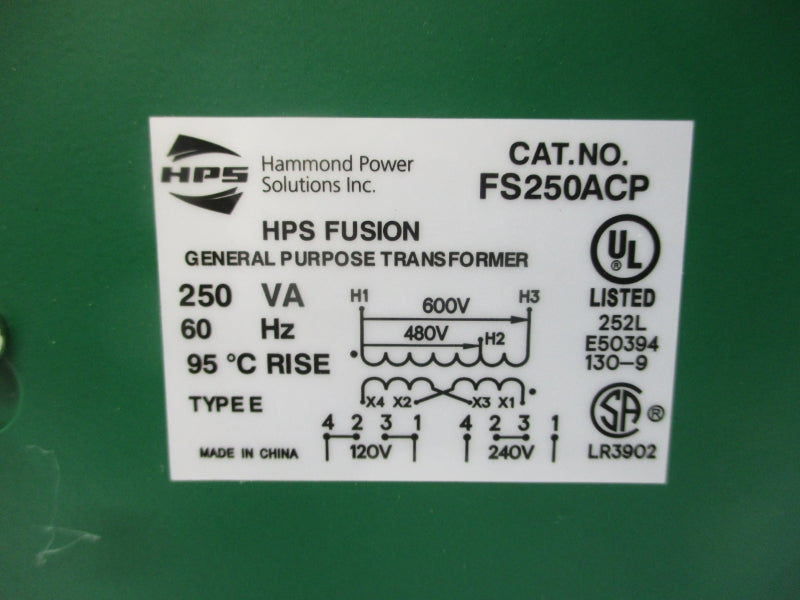 HPS
Hammond Power
Solutions Inc.
CAT.NO.
FS250ACP
HPS FUSION
GENERAL PURPOSE TRANSFORMER
250 VA
60 Hz
95 °C RISE
TYPE E
MADE IN CHINA
H1 H3
600V
480V H2
X4 X2 X3 X1
4 2 3 1 4 2 3 1
120V 240V
UL ®
LISTED
252L
E50394
130-9
SA ®
LR3902